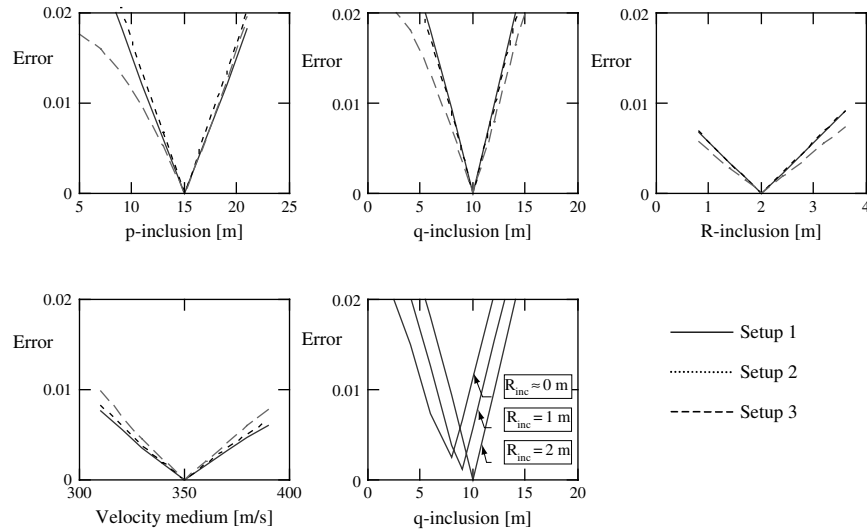 0.02
Error
0.01
0
5
10
15
20
25
p-inclusion [m]
0.02
Error
0.01
0
0
5
10
15
20
q-inclusion [m]
0.02
Error
0.01
0
0
1
2
3
4
R-inclusion [m]
0.02
Error
0.01
0
300
350
400
Velocity medium [m/s]
0.02
Error
0.01
0
0
5
10
15
20
q-inclusion [m]
R_inc ≈ 0 m
R_inc = 1 m
R_inc = 2 m
Setup 1
Setup 2
Setup 3